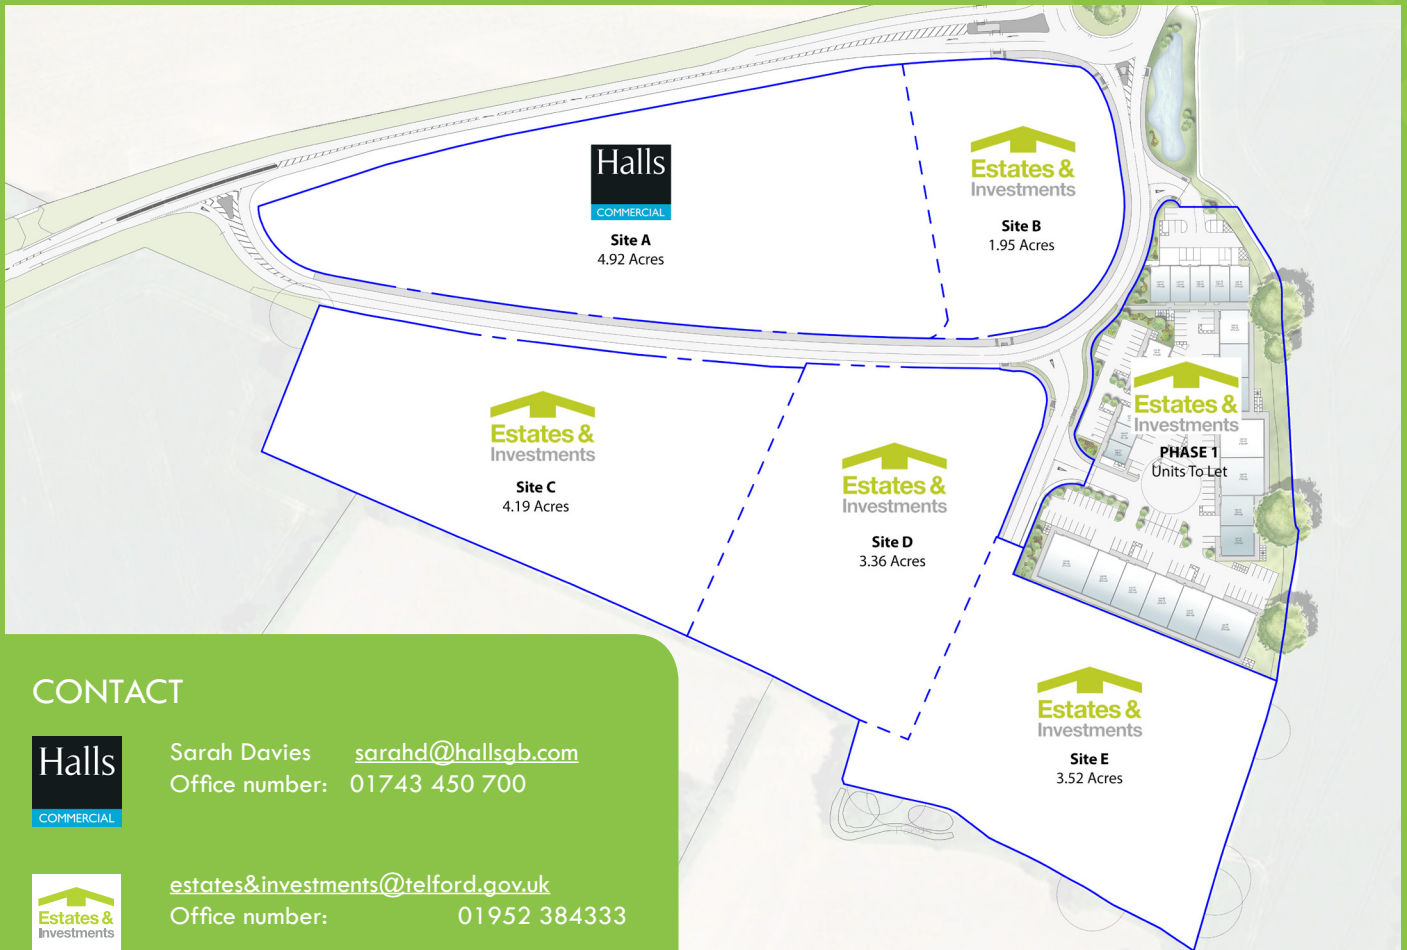 Halls
COMMERCIAL
Site A
4.92 Acres
Estates &
Investments
Site B
1.95 Acres
Estates &
Investments
PHASE 1
Units To Let
Estates &
Investments
Site C
4.19 Acres
Estates &
Investments
Site D
3.36 Acres
Estates &
Investments
Site E
3.52 Acres
CONTACT
Halls
COMMERCIAL
Sarah Davies sarahd@hallsgb.com
Office number: 01743 450 700
Estates &
Investments
estates&investments@telford.gov.uk
Office number: 01952 384333